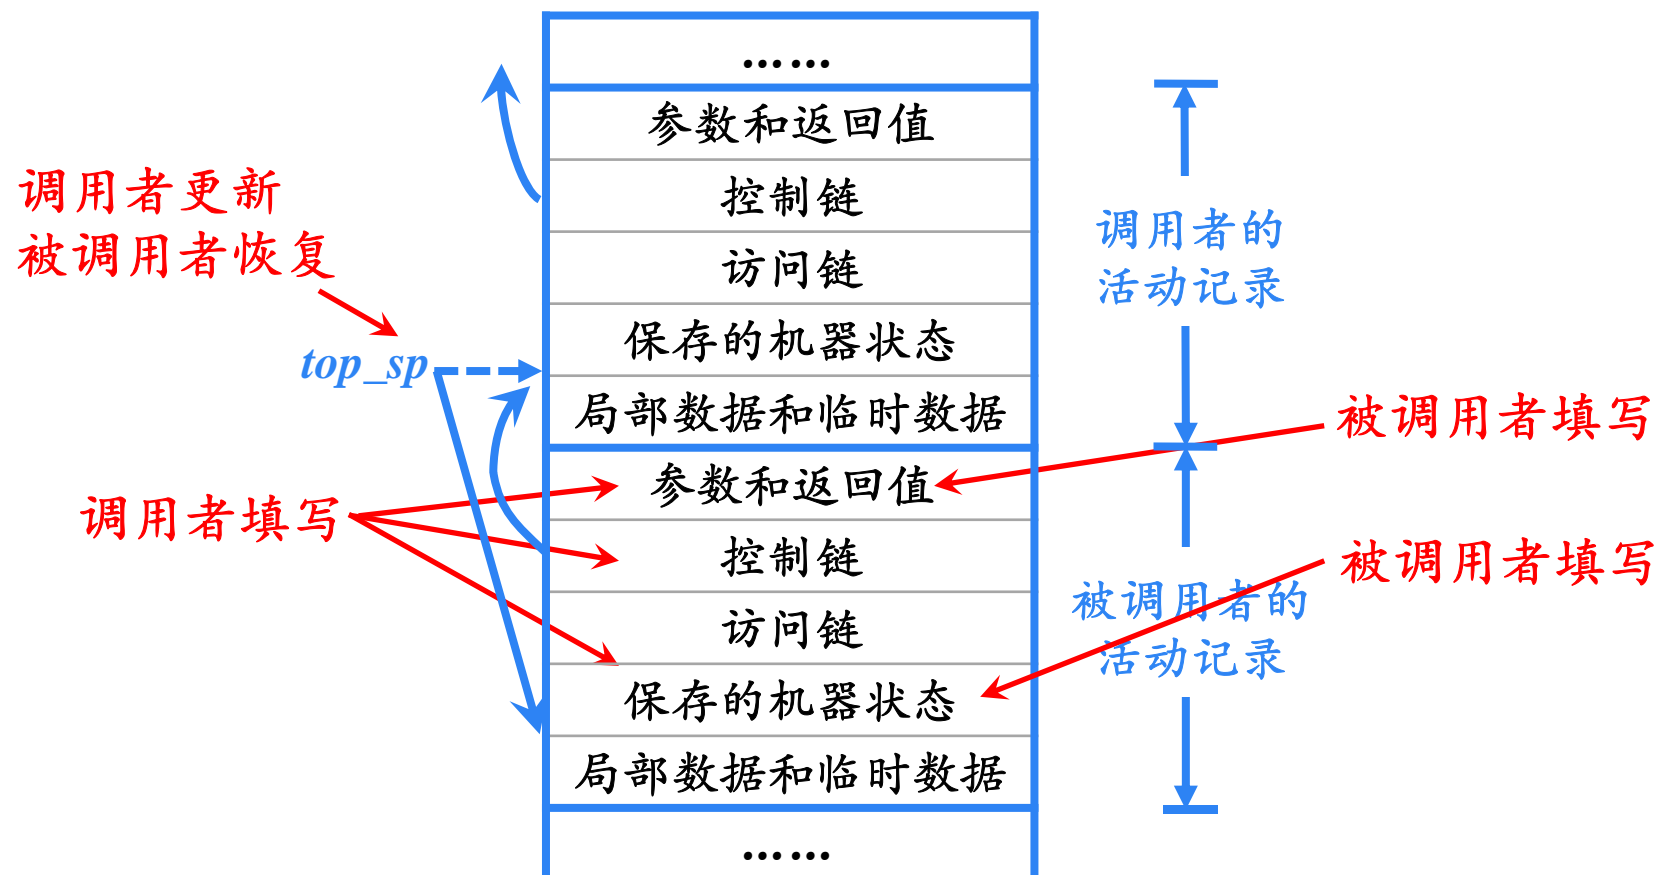 ……
参数和返回值
控制链
访问链
保存的机器状态
局部数据和临时数据
参数和返回值
控制链
访问链
保存的机器状态
局部数据和临时数据
……
调用者更新
被调用者恢复
top_sp
调用者填写
调用者的
活动记录
被调用者填写
被调用者填写
被调用者的
活动记录